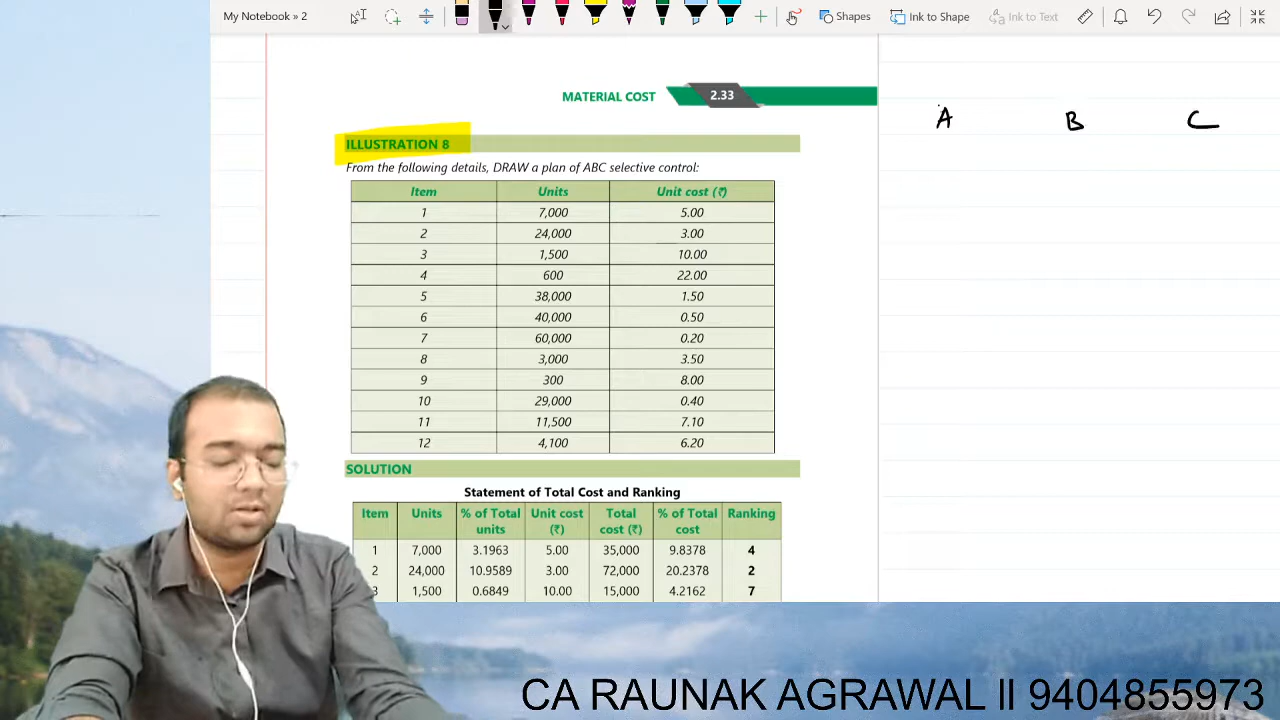 My Notebook » 2
Shapes
Ink to Shape
Ink to Text
MATERIAL COST 2.33
A B C
ILLUSTRATION 8
From the following details, DRAW a plan of ABC selective control:
Item Units Unit cost (₹)
1 7,000 5.00
2 24,000 3.00
3 1,500 10.00
4 600 22.00
5 38,000 1.50
6 40,000 0.50
7 60,000 0.20
8 3,000 3.50
9 300 8.00
10 29,000 0.40
11 11,500 7.10
12 4,100 6.20
SOLUTION
Statement of Total Cost and Ranking
Item Units % of Total units Unit cost (₹) Total cost (₹) % of Total cost Ranking
1 7,000 3.1963 5.00 35,000 9.8378 4
2 24,000 10.9589 3.00 72,000 20.2378 2
3 1,500 0.6849 10.00 15,000 4.2162 7
CA RAUNAK AGRAWAL II 9404855973